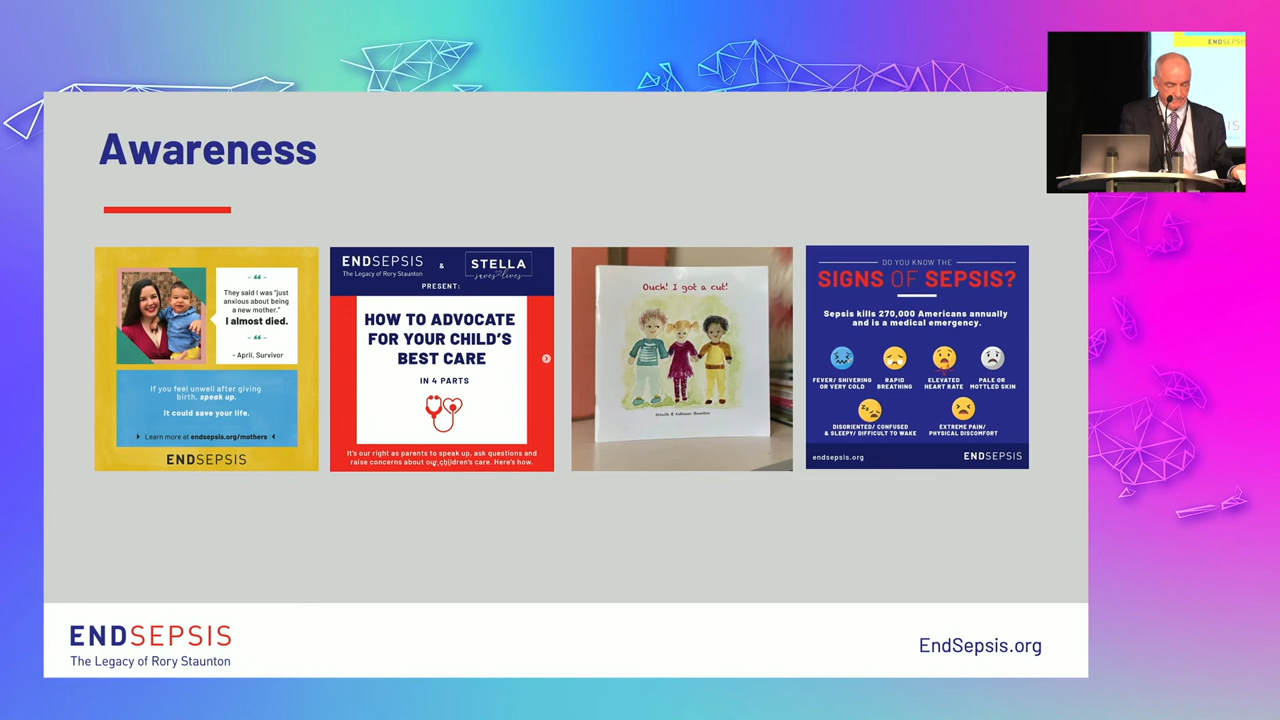 Awareness
They said I was "just
anxious about being
a new mother."
I almost died.
- April, Survivor
If you feel unwell after giving
birth, speak up.
It could save your life.
Learn more at endsepsis.org/mothers
ENDSEPSIS
ENDSEPSIS
The Legacy of Rory Staunton
&
STELLA
saves lives
PRESENT:
HOW TO ADVOCATE
FOR YOUR CHILD'S
BEST CARE
IN 4 PARTS
It's our right as parents to speak up, ask questions and
raise concerns about our children's care. Here's how.
Ouch! I got a cut!
DO YOU KNOW THE
SIGNS OF SEPSIS?
Sepsis kills 270,000 Americans annually
and is a medical emergency.
FEVER/ SHIVERING
OR VERY COLD
RAPID
BREATHING
ELEVATED
HEART RATE
PALE OR
MOTTLED SKIN
DISORIENTED/ CONFUSED
& SLEEPY/ DIFFICULT TO WAKE
EXTREME PAIN/
PHYSICAL DISCOMFORT
endsepsis.org
ENDSEPSIS
ENDSEPSIS
The Legacy of Rory Staunton
EndSepsis.org